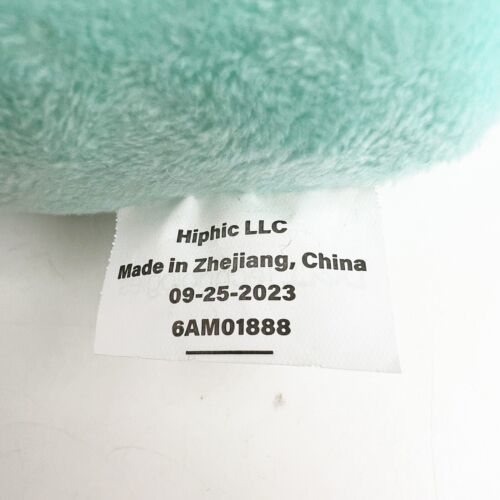 Hiphic LLC
Made in Zhejiang, China
09-25-2023
6AM01888